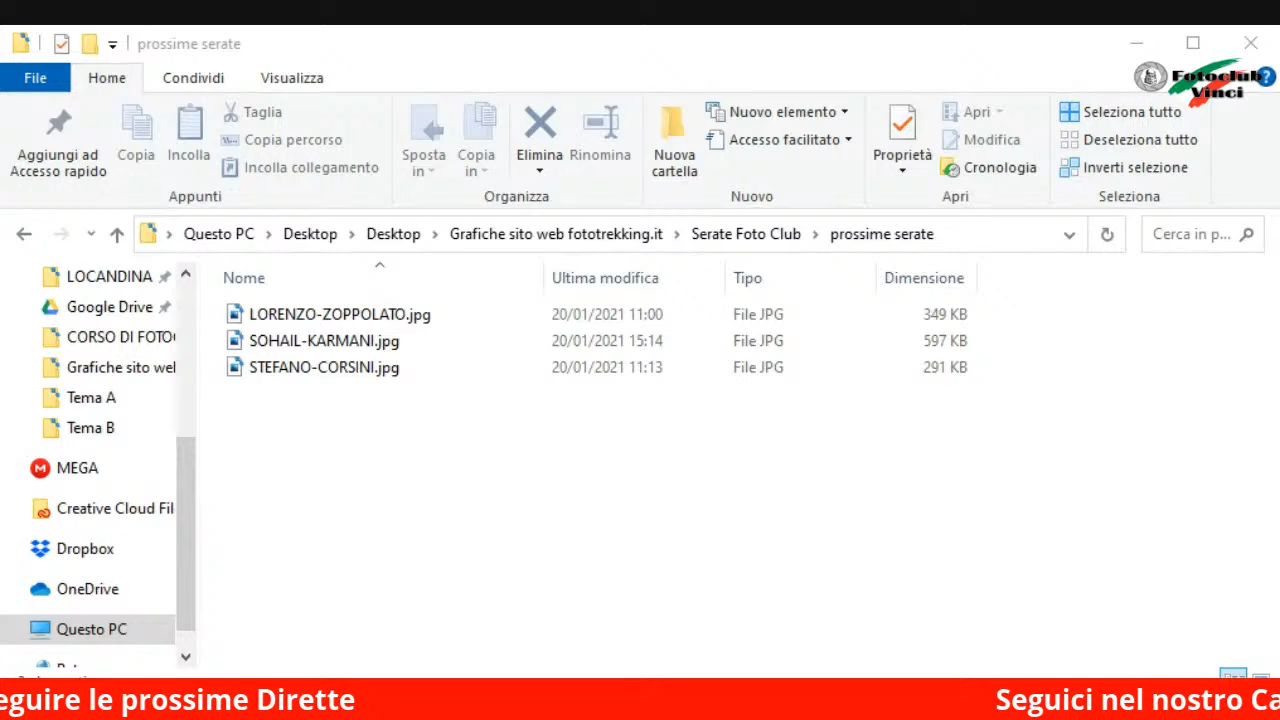 prossime serate
File Home Condividi Visualizza
Fotoclub
Vinci
Aggiungi ad
Accesso rapido
Copia
Incolla
Taglia
Copia percorso
Incolla collegamento
Appunti
Sposta
in
Copia
in
Elimina
Rinomina
Organizza
Nuova
cartella
Nuovo elemento
Accesso facilitato
Nuovo
Proprietà
Apri
Modifica
Cronologia
Apri
Seleziona tutto
Deseleziona tutto
Inverti selezione
Seleziona
Questo PC > Desktop > Desktop > Grafiche sito web fototrekking.it > Serate Foto Club > prossime serate
Cerca in p...
LOCANDINA
Google Drive
CORSO DI FOTO
Grafiche sito wel
Tema A
Tema B
MEGA
Creative Cloud Fil
Dropbox
OneDrive
Questo PC
Nome Ultima modifica Tipo Dimensione
LORENZO-ZOPPOLATO.jpg 20/01/2021 11:00 File JPG 349 KB
SOHAIL-KARMANI.jpg 20/01/2021 15:14 File JPG 597 KB
STEFANO-CORSINI.jpg 20/01/2021 11:13 File JPG 291 KB
eguire le prossime Dirette
Seguici nel nostro Ca